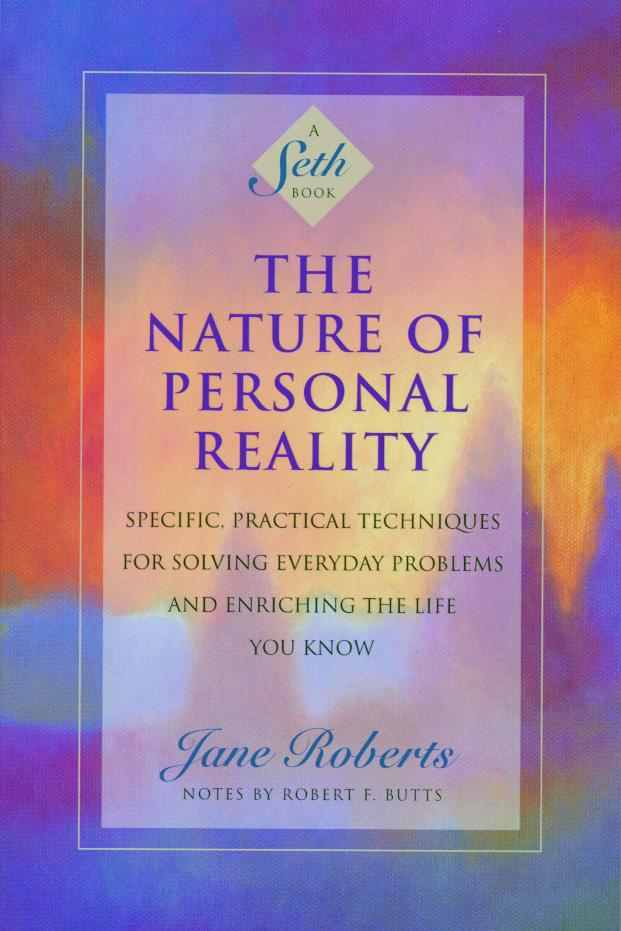 A
Seth
BOOK
THE
NATURE OF
PERSONAL
REALITY
SPECIFIC, PRACTICAL TECHNIQUES
FOR SOLVING EVERYDAY PROBLEMS
AND ENRICHING THE LIFE
YOU KNOW
Jane Roberts
NOTES BY ROBERT F. BUTTS